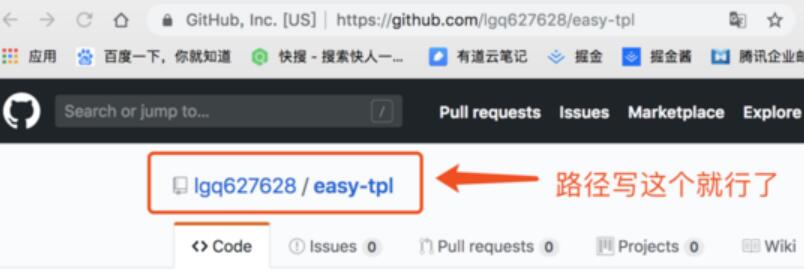 GitHub, Inc. [US] | https://github.com/lgq627628/easy-tpl
应用 百度一下，你就知道 快搜 - 搜索快人一... 有道云笔记 掘金 掘金酱 腾讯企业邮
Search or jump to... / Pull requests Issues Marketplace Explore
lgq627628 / easy-tpl 路径写这个就行了
<> Code Issues 0 Pull requests 0 Projects 0 Wiki